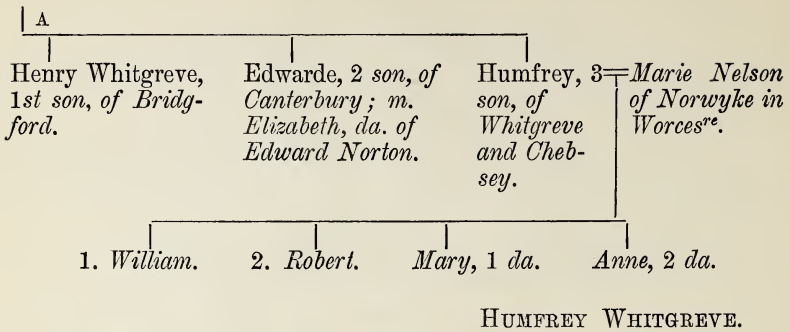 A
Henry Whitgreve,
1st son, of Bridg-
ford.
Edwarde, 2 son, of
Canterbury; m.
Elizabeth, da. of
Edward Norton.
Humfrey, 3
son, of
Whitgreve
and Cheb-
sey.
Marie Nelson
of Norwyke in
Worcesʳᵉ.
1. William.
2. Robert.
Mary, 1 da.
Anne, 2 da.
HUMFREY WHITGREVE.